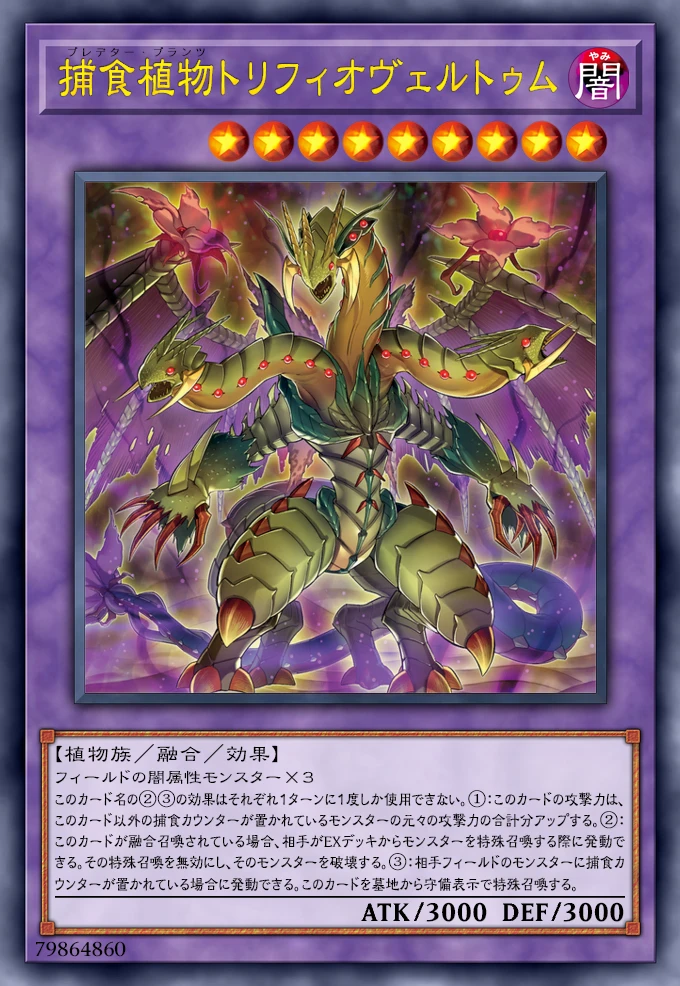 プレデター・プランツ
捕食植物トリフィオヴェルトゥム
やみ
闇
【植物族／融合／効果】
フィールドの闇属性モンスター×3
このカード名の②③の効果はそれぞれ1ターンに1度しか使用できない。①：このカードの攻撃力は、
このカード以外の捕食カウンターが置かれているモンスターの元々の攻撃力の合計分アップする。②：
このカードが融合召喚されている場合、相手がEXデッキからモンスターを特殊召喚する際に発動で
きる。その特殊召喚を無効にし、そのモンスターを破壊する。③：相手フィールドのモンスターに捕食カ
ウンターが置かれている場合に発動できる。このカードを墓地から守備表示で特殊召喚する。
ATK/3000 DEF/3000
79864860